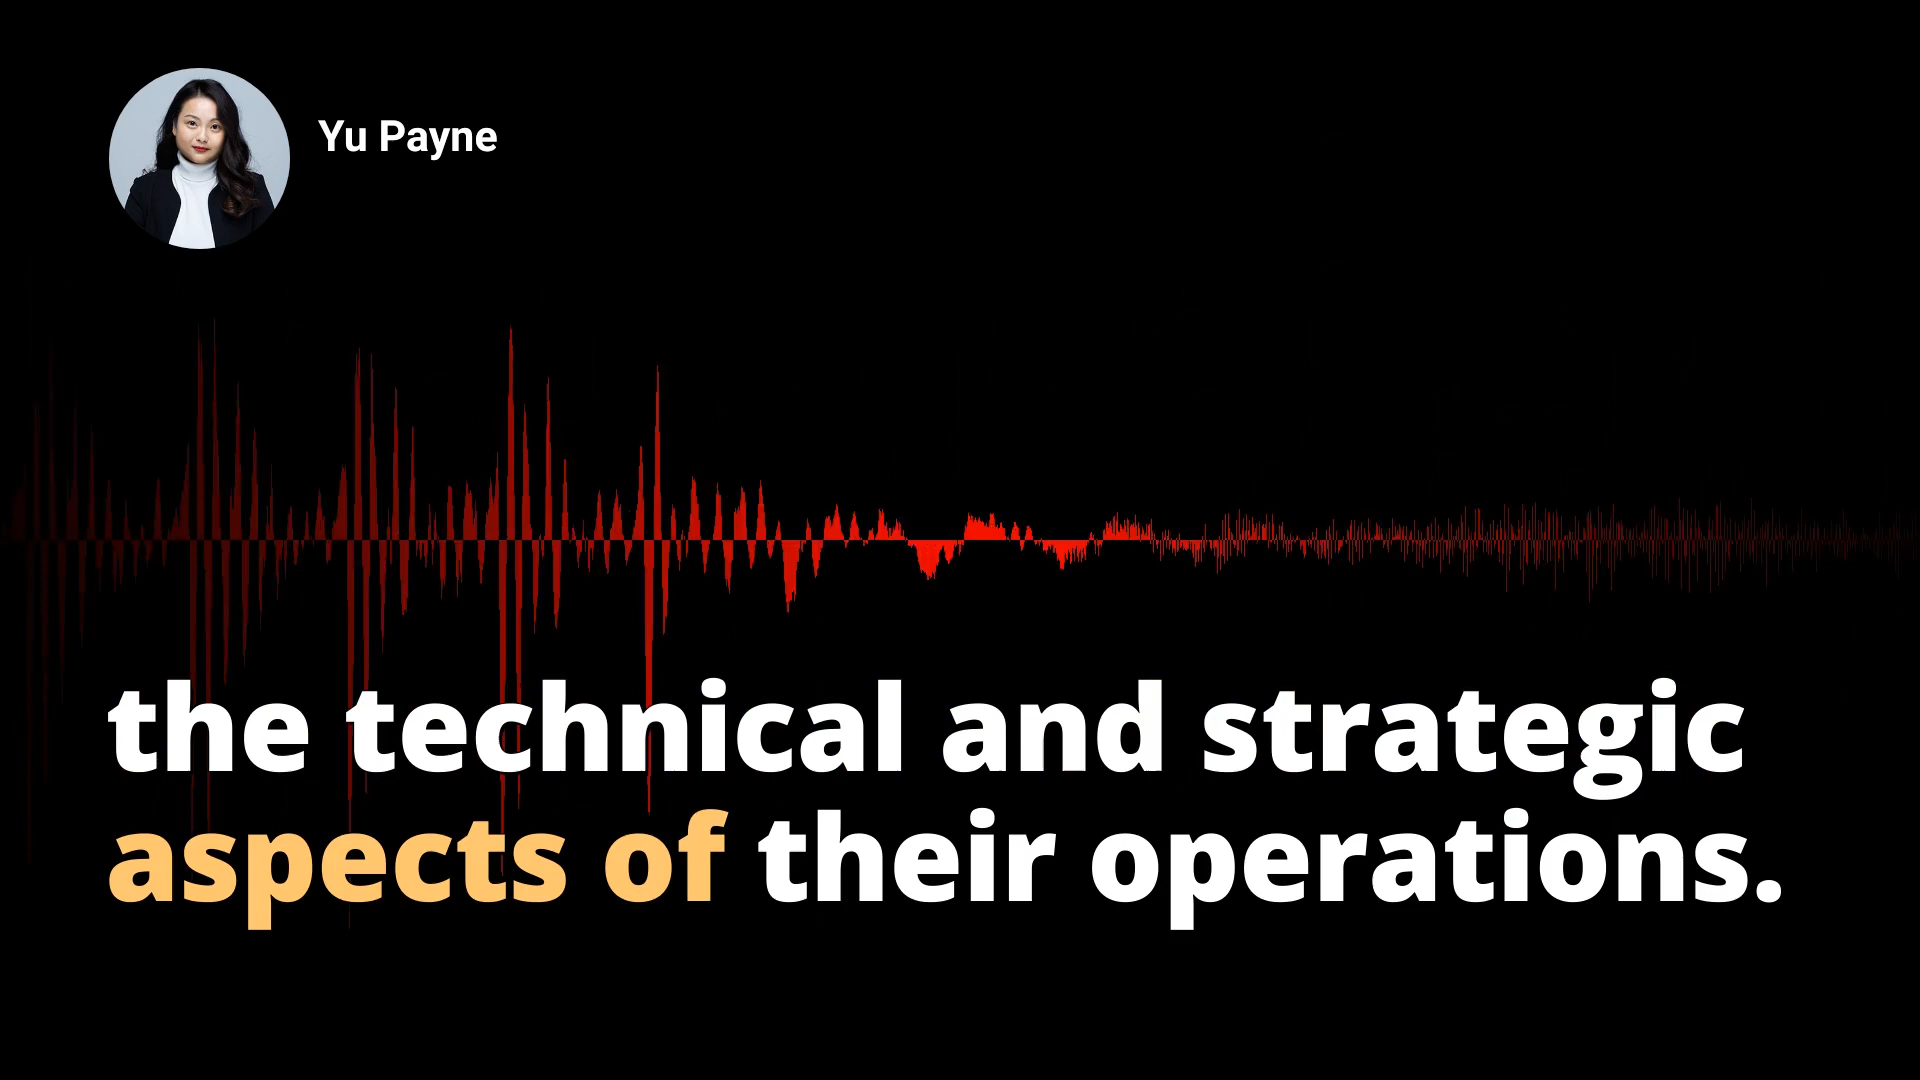 Yu Payne
the technical and strategic
aspects of their operations.